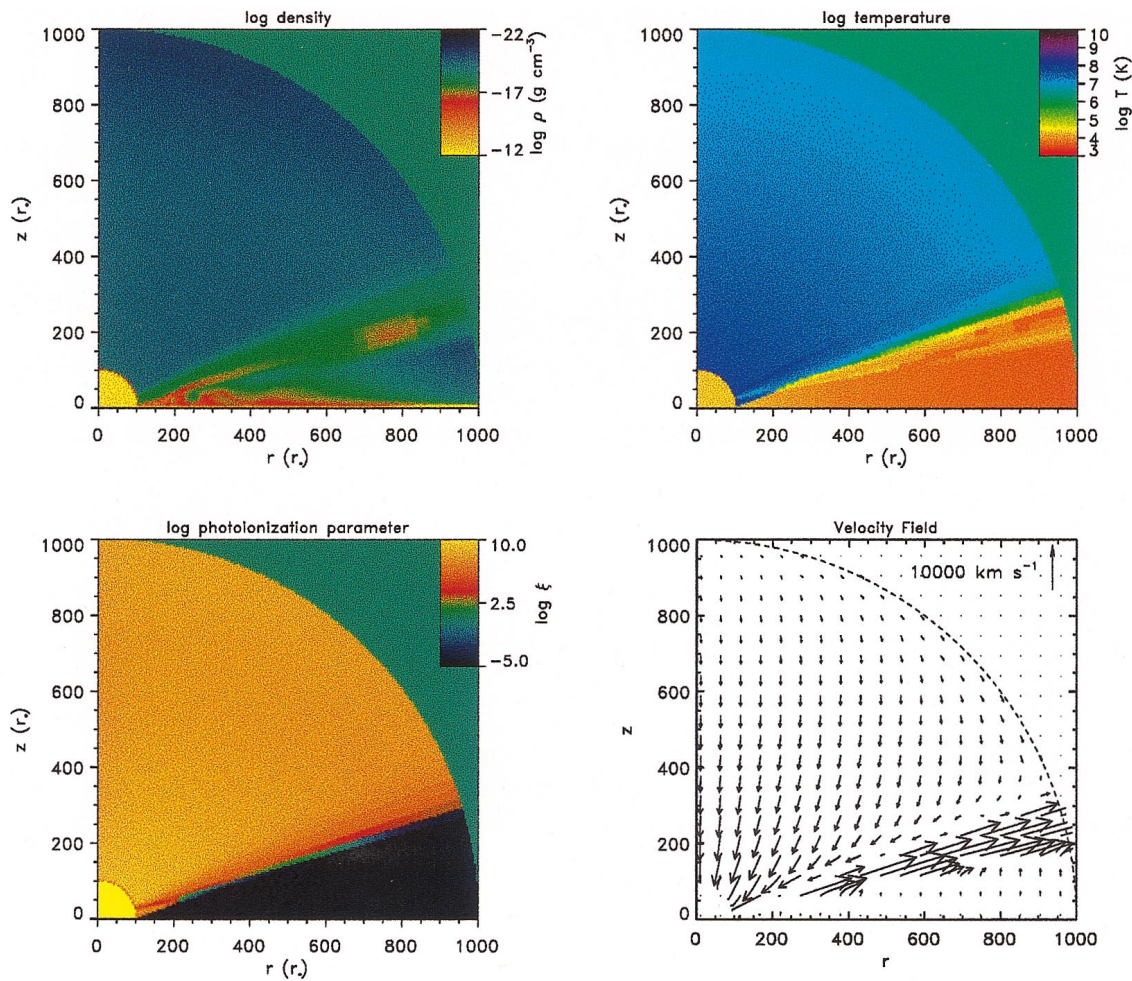 log density
1000
800
600
400
200
0
z (r*)
0 200 400 600 800 1000
r (r*)
−22
−17
−12
log ρ (g cm⁻³)
log temperature
1000
800
600
400
200
0
z (r*)
0 200 400 600 800 1000
r (r*)
10
9
8
7
6
5
4
3
log T (K)
log photoionization parameter
1000
800
600
400
200
0
z (r*)
0 200 400 600 800 1000
r (r*)
10.0
2.5
−5.0
log ξ
Velocity Field
1000
800
600
400
200
0
z
0 200 400 600 800 1000
r
10000 km s⁻¹